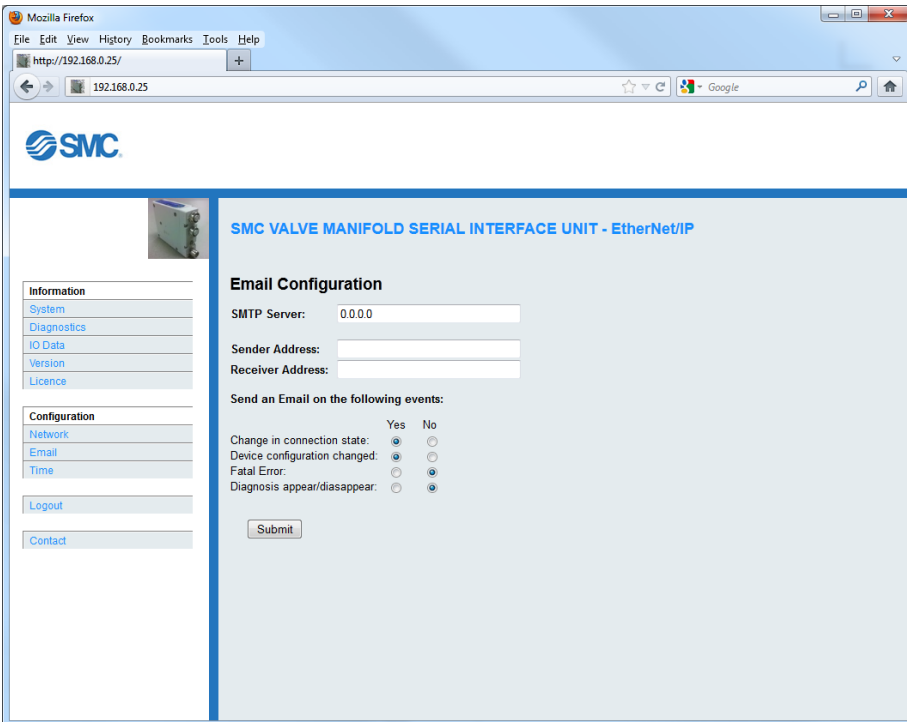 Mozilla Firefox
File Edit View History Bookmarks Tools Help
http://192.168.0.25/
192.168.0.25
Google
SMC.
SMC VALVE MANIFOLD SERIAL INTERFACE UNIT - EtherNet/IP
Information
System
Diagnostics
IO Data
Version
Licence
Configuration
Network
Email
Time
Logout
Contact
Email Configuration
SMTP Server: 0.0.0.0
Sender Address:
Receiver Address:
Send an Email on the following events:
Yes No
Change in connection state:
Device configuration changed:
Fatal Error:
Diagnosis appear/diasappear:
Submit